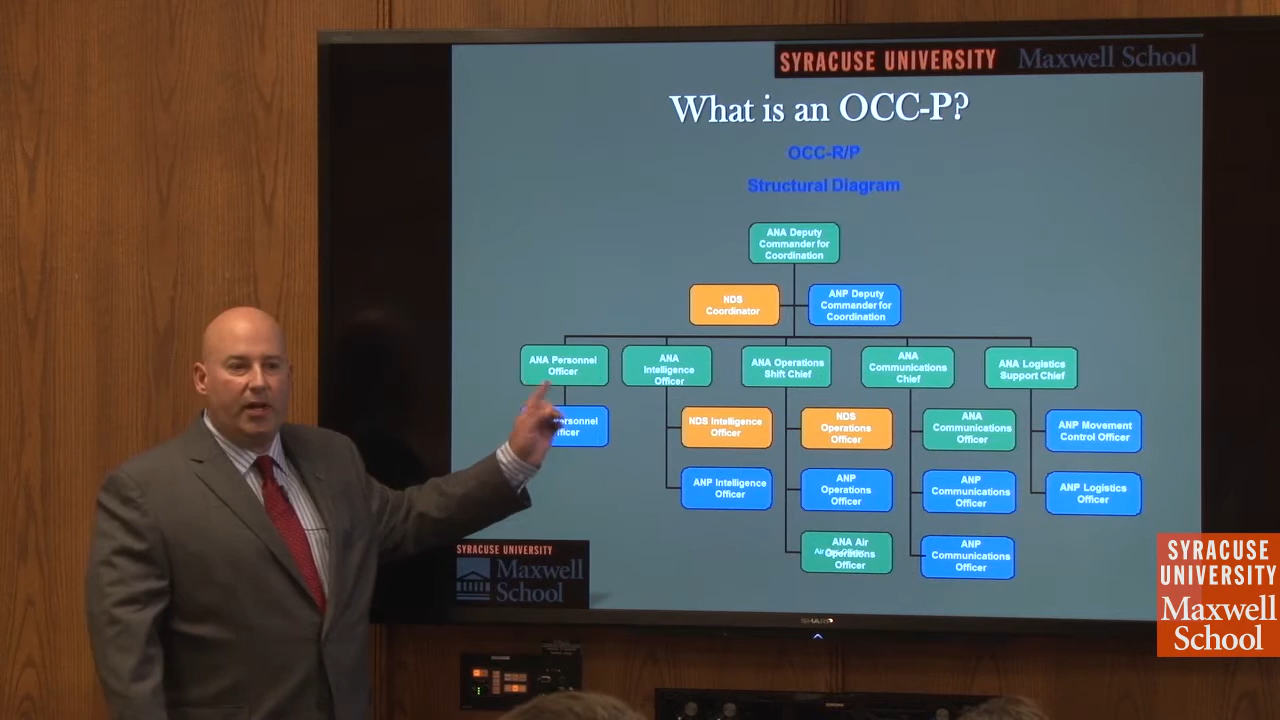 SYRACUSE UNIVERSITY Maxwell School
What is an OCC-P?
OCC-R/P
Structural Diagram
ANA Deputy
Commander for
Coordination
NDS
Coordinator
ANP Deputy
Commander for
Coordination
ANA Personnel
Officer
ANA
Intelligence
Officer
ANA Operations
Shift Chief
ANA
Communications
Chief
ANA Logistics
Support Chief
NDS Intelligence
Officer
NDS
Operations
Officer
ANA
Communications
Officer
ANP Movement
Control Officer
ANP Intelligence
Officer
ANP
Operations
Officer
ANP
Communications
Officer
ANP Logistics
Officer
ANA Air
Operations
Officer
ANP
Communications
Officer
SYRACUSE UNIVERSITY
Maxwell
School
SHARP
SYRACUSE
UNIVERSITY
Maxwell
School